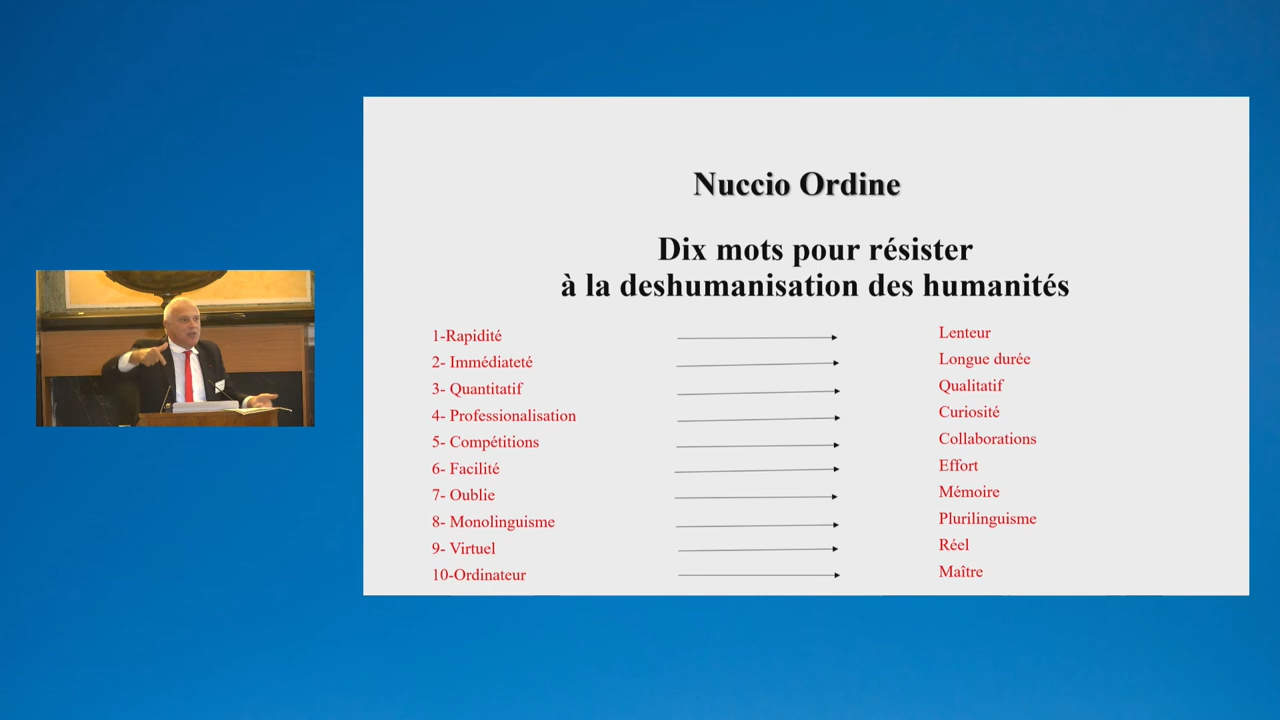 Nuccio Ordine
Dix mots pour résister
à la deshumanisation des humanités
1-Rapidité Lenteur
2- Immédiateté Longue durée
3- Quantitatif Qualitatif
4- Professionalisation Curiosité
5- Compétitions Collaborations
6- Facilité Effort
7- Oublie Mémoire
8- Monolinguisme Plurilinguisme
9- Virtuel Réel
10-Ordinateur Maître